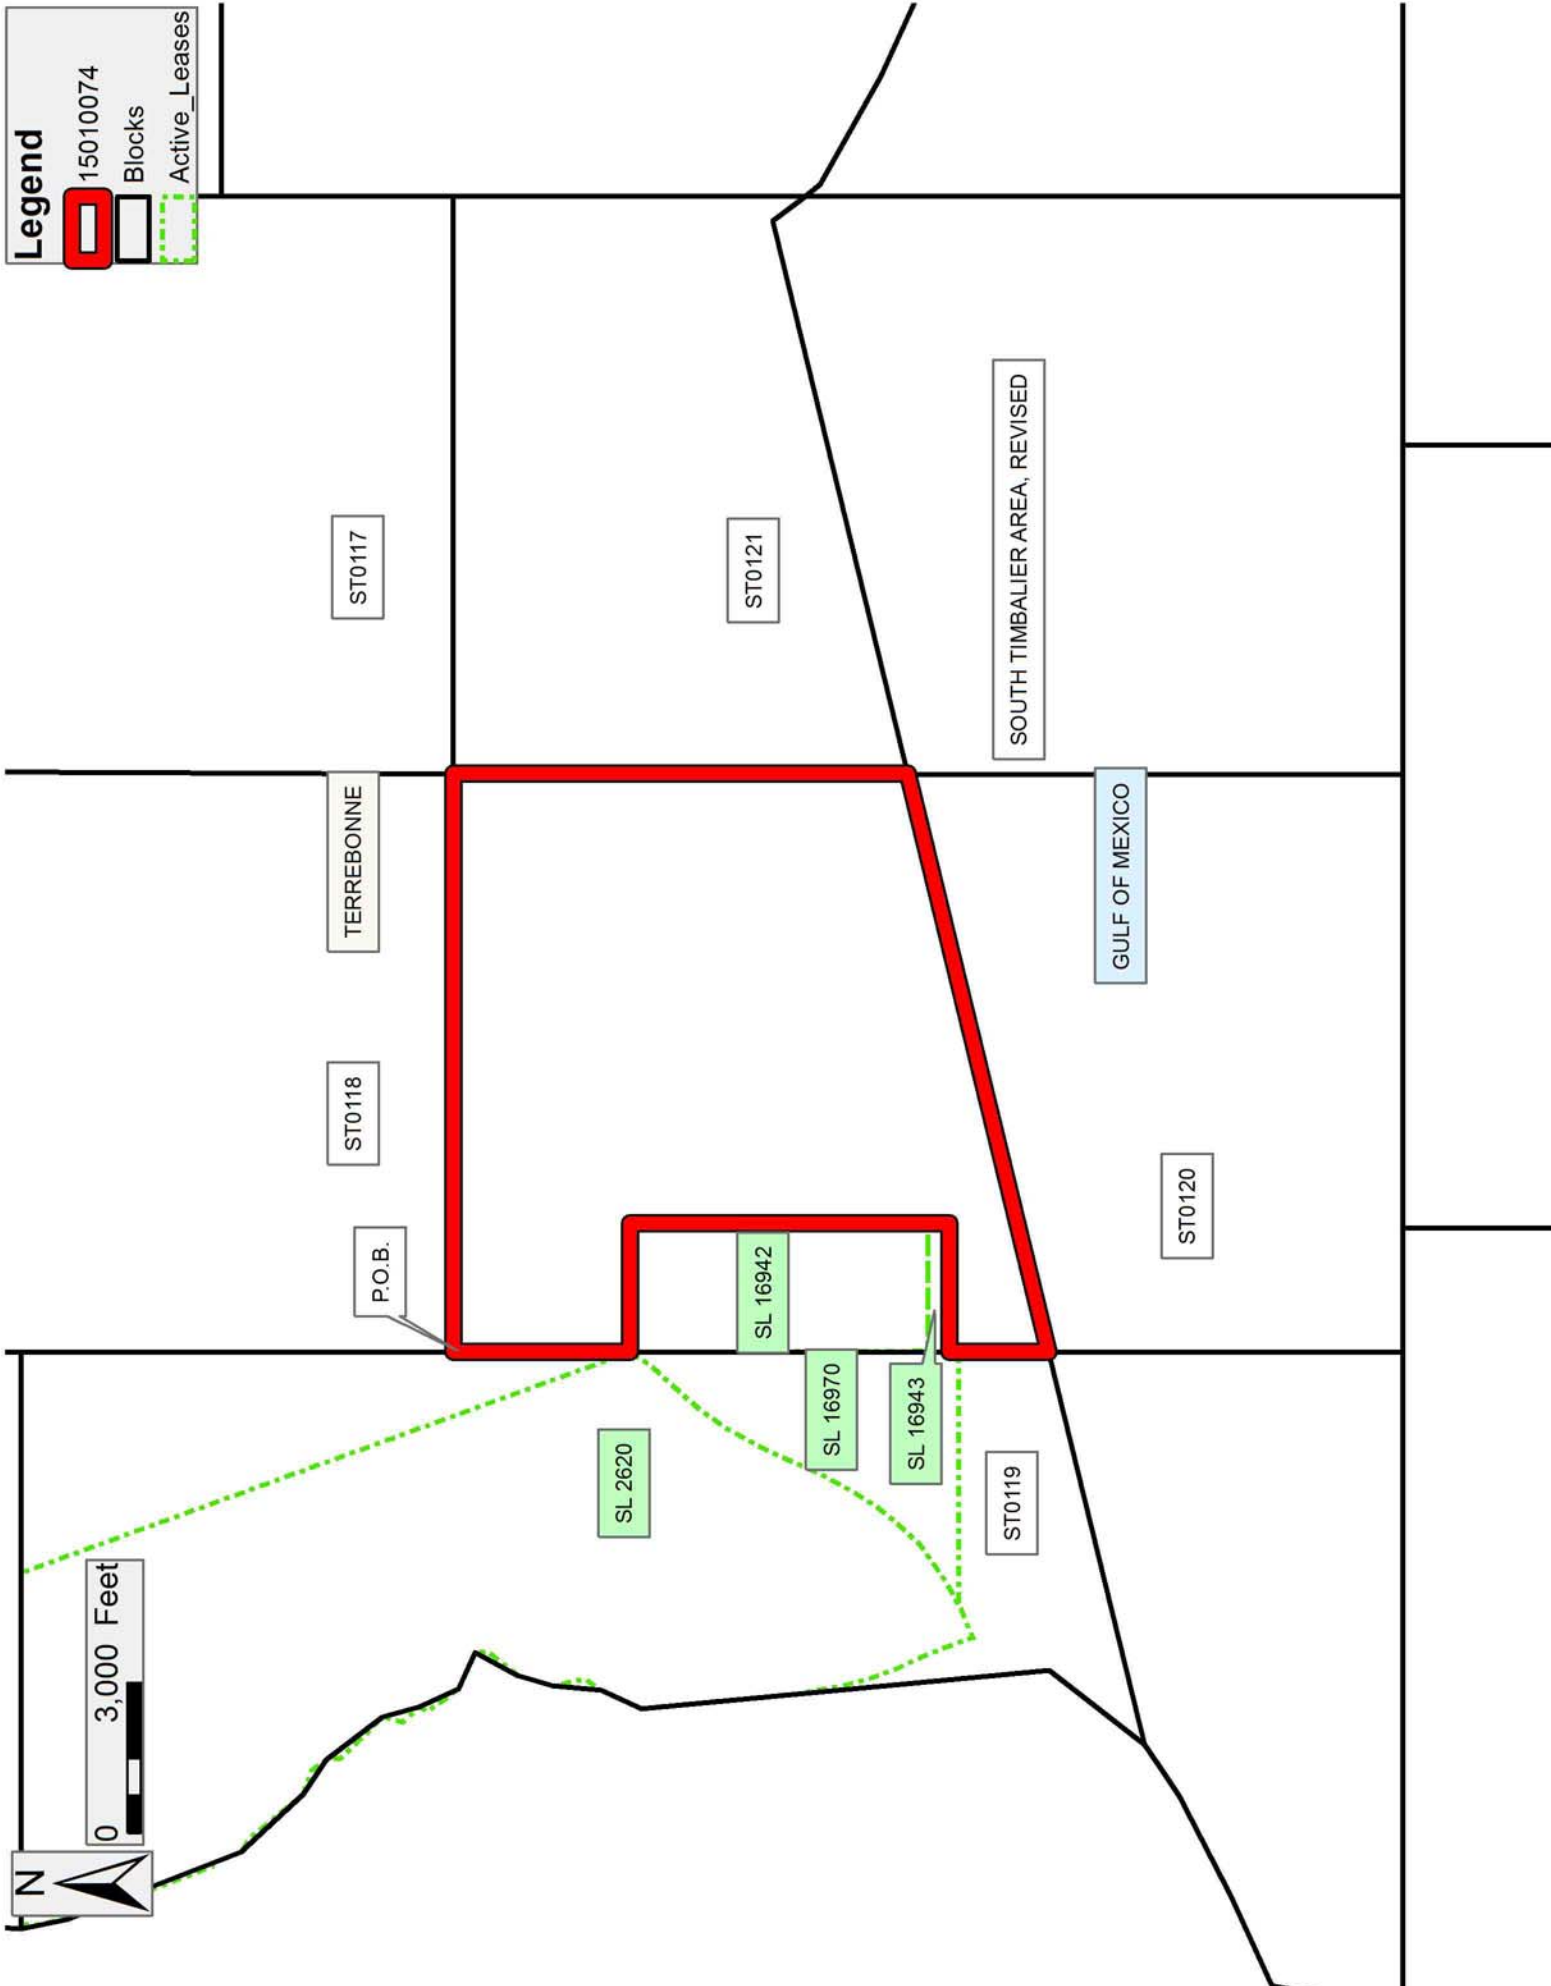 Legend
15010074
Blocks
Active_Leases
N
0 3,000 Feet
TERREBONNE
ST0117
ST0118
P.O.B.
SL 2620
ST0121
SL 16942
SL 16970
SL 16943
ST0119
SOUTH TIMBALIER AREA, REVISED
GULF OF MEXICO
ST0120